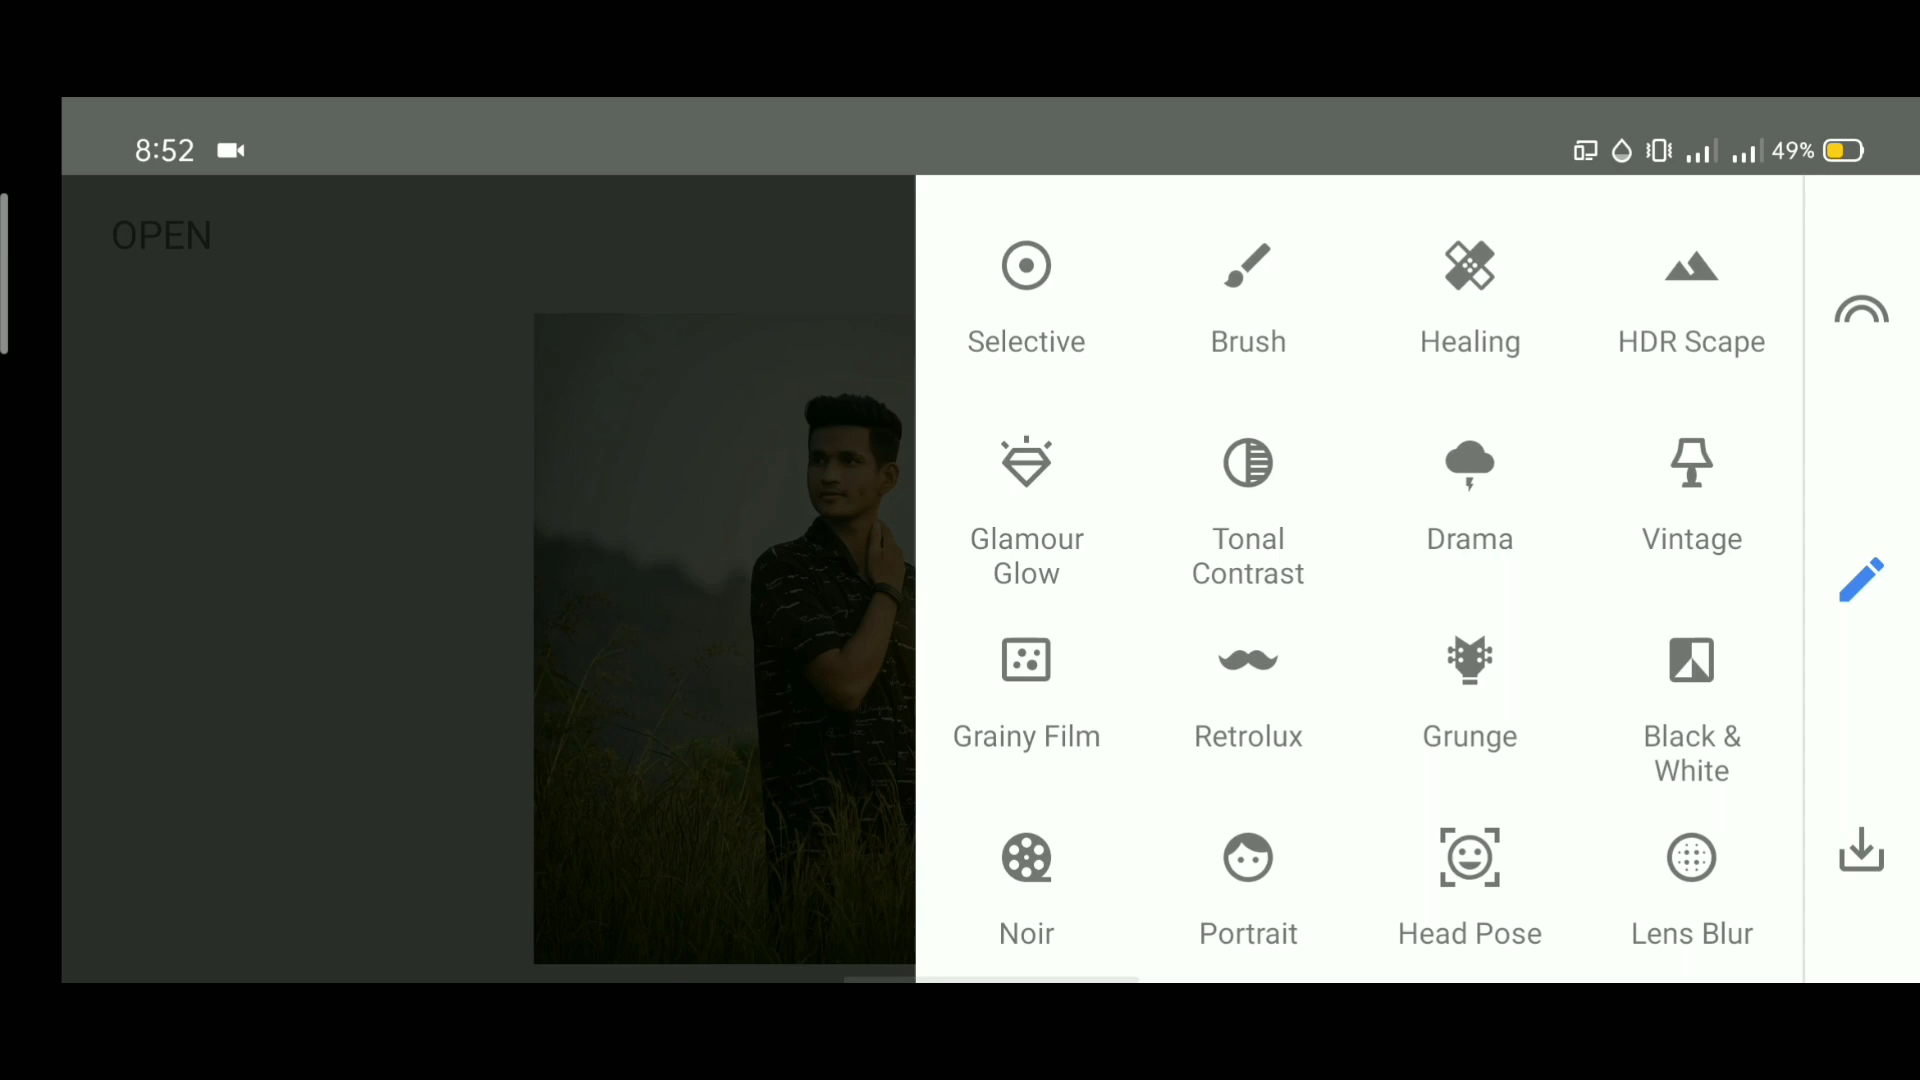 8:52
49%
OPEN
Selective
Brush
Healing
HDR Scape
Glamour
Glow
Tonal
Contrast
Drama
Vintage
Grainy Film
Retrolux
Grunge
Black &
White
Noir
Portrait
Head Pose
Lens Blur